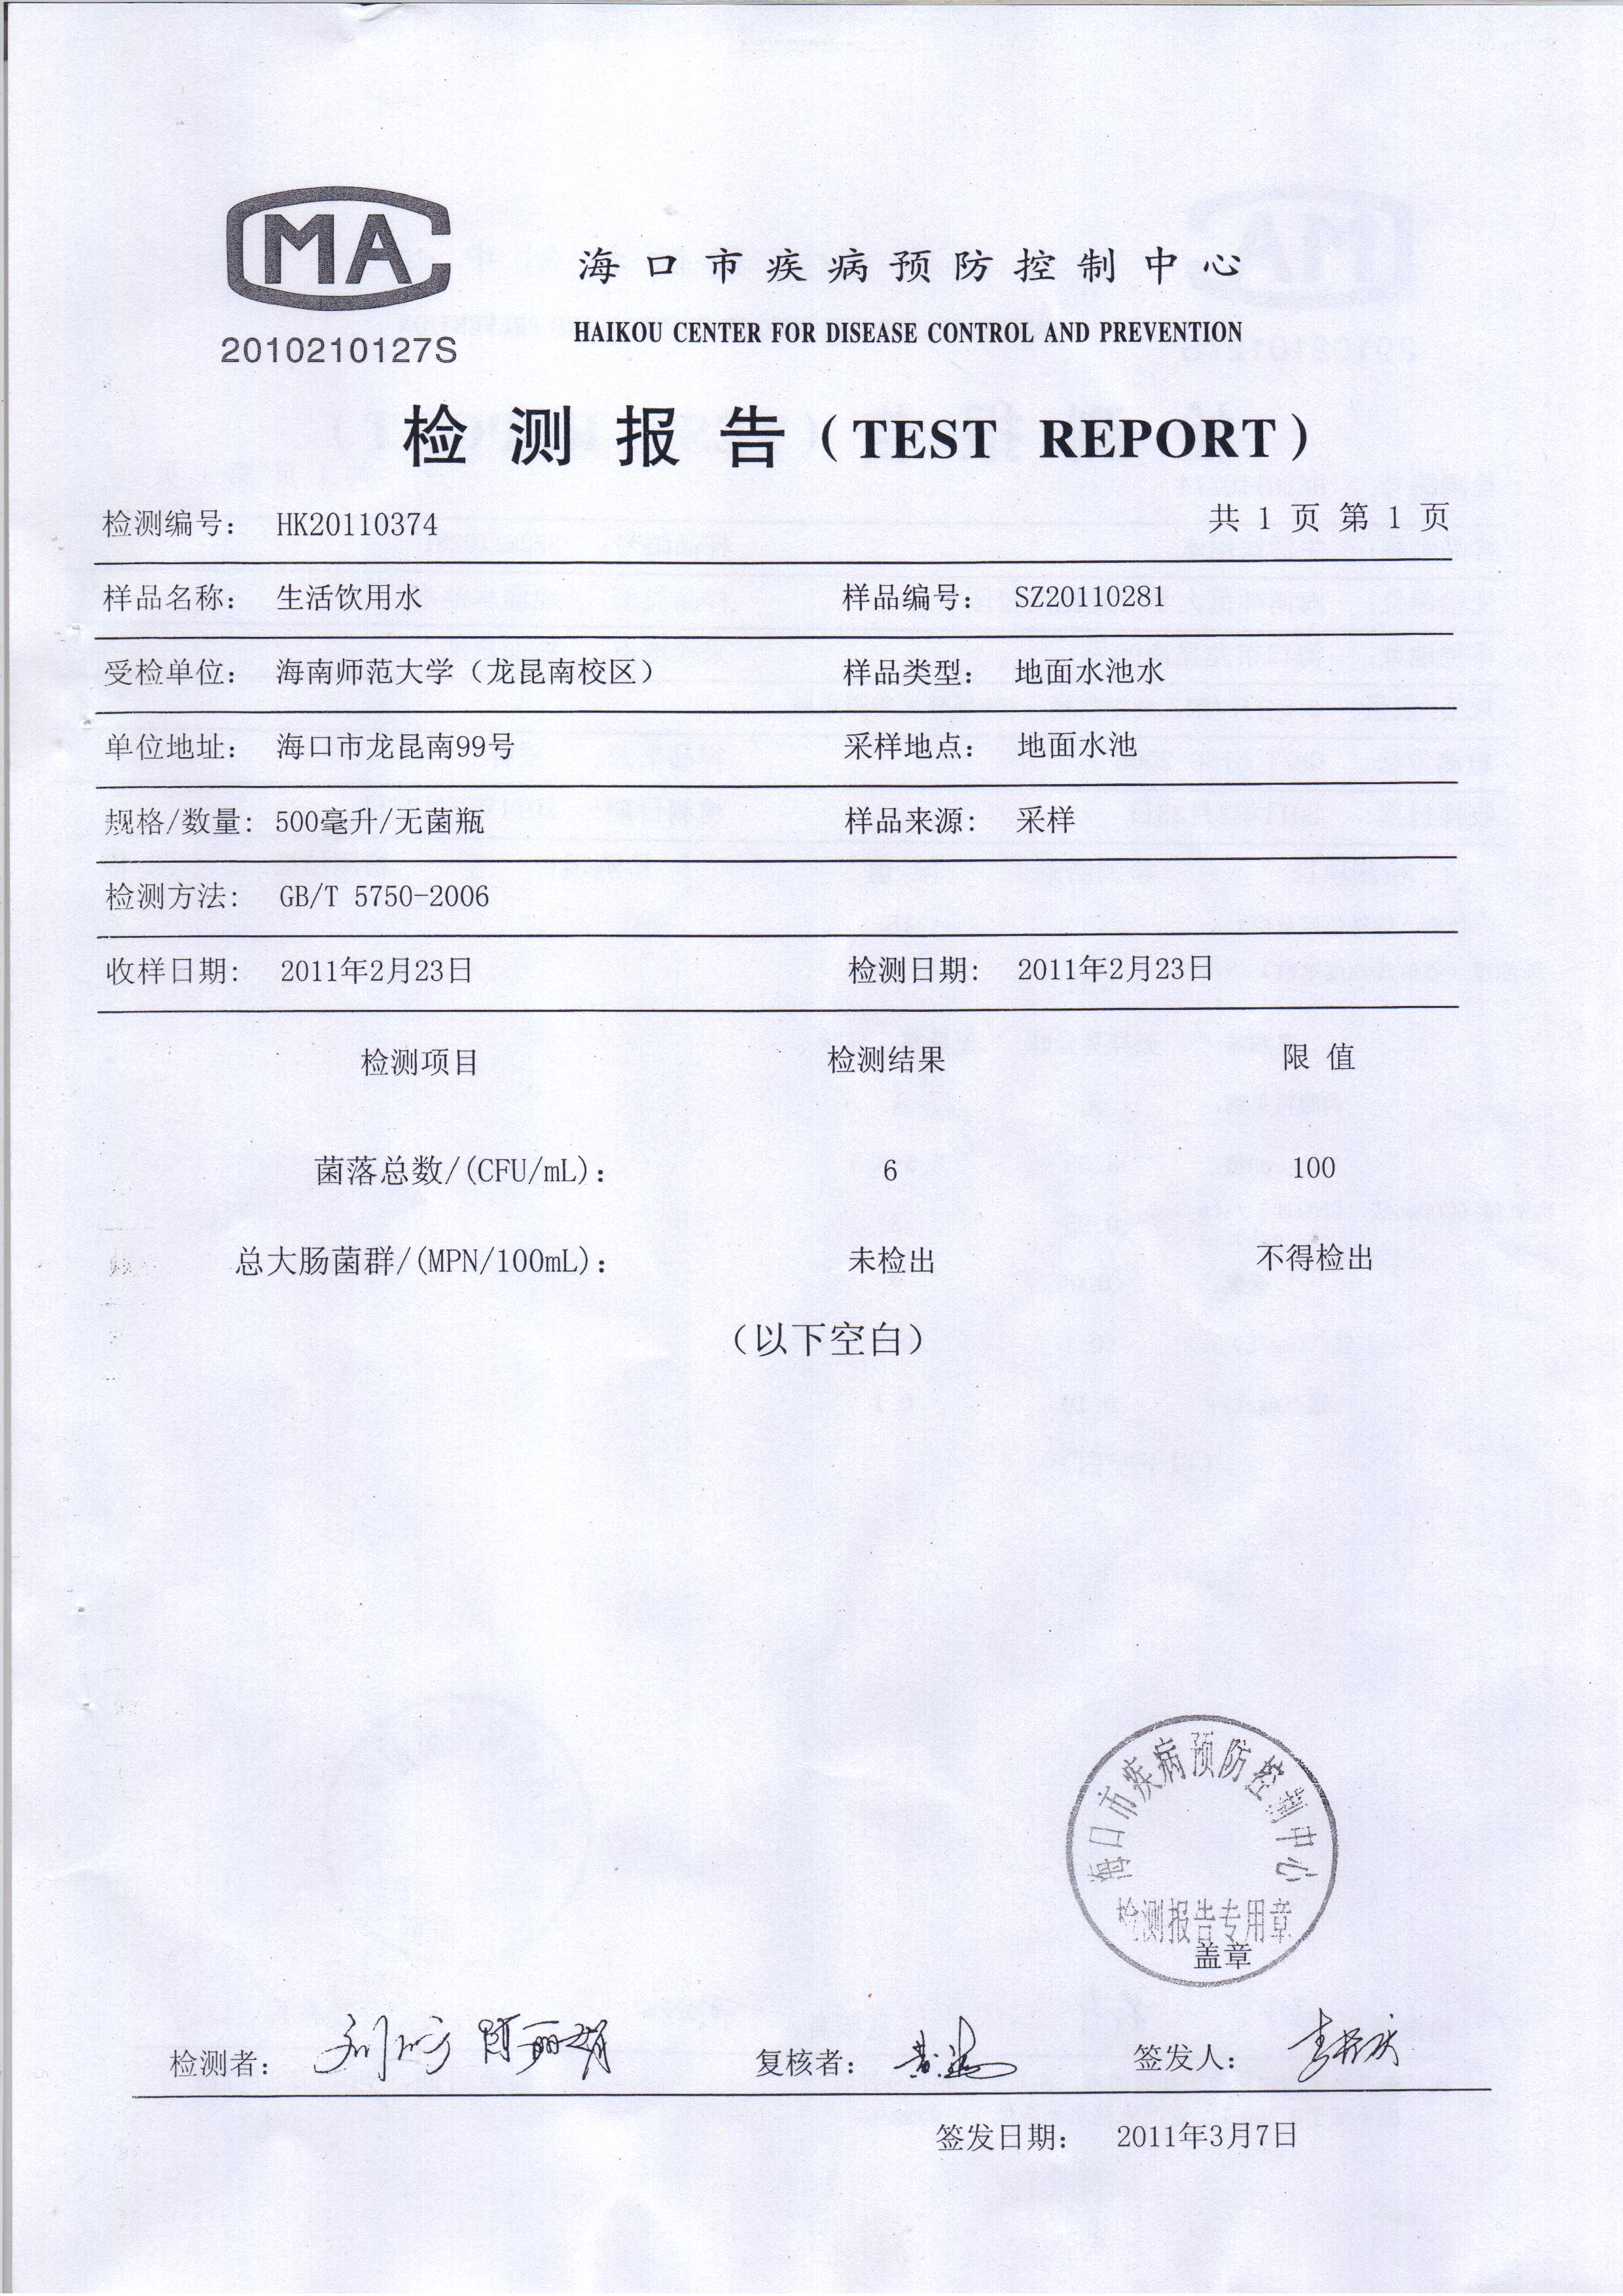 CMA
海口市疾病预防控制中心
HAIKOU CENTER FOR DISEASE CONTROL AND PREVENTION
2010210127S
检测报告(TEST REPORT)
检测编号: HK20110374 共 1 页 第 1 页
样品名称: 生活饮用水 样品编号: SZ20110281
受检单位: 海南师范大学(龙昆南校区) 样品类型: 地面水池水
单位地址: 海口市龙昆南99号 采样地点: 地面水池
规格/数量: 500毫升/无菌瓶 样品来源: 采样
检测方法: GB/T 5750-2006
收样日期: 2011年2月23日 检测日期: 2011年2月23日
检测项目 检测结果 限 值
菌落总数/(CFU/mL): 6 100
总大肠菌群/(MPN/100mL): 未检出 不得检出
(以下空白)
海口市疾病预防控制中心
检测报告专用章
盖章
检测者: 复核者: 签发人:
签发日期: 2011年3月7日